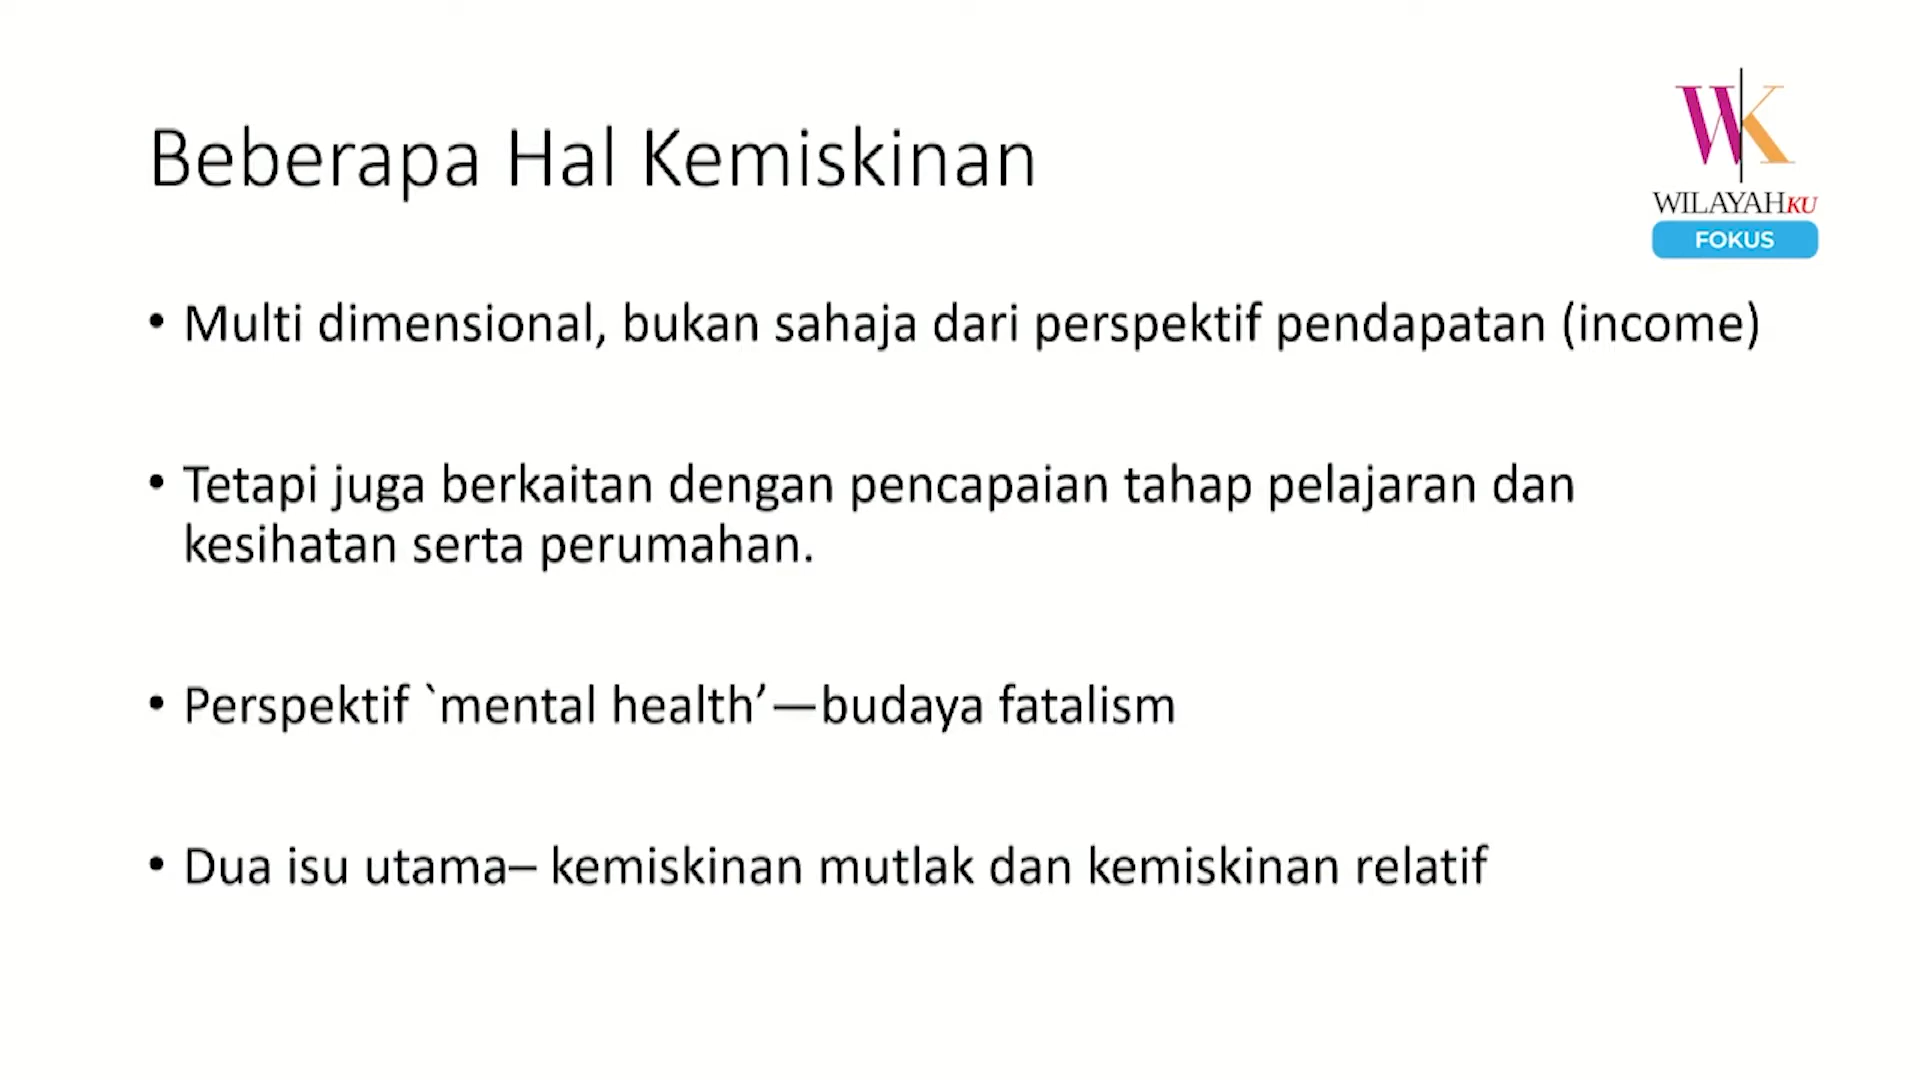 Beberapa Hal Kemiskinan
WK
WILAYAHKU
FOKUS
• Multi dimensional, bukan sahaja dari perspektif pendapatan (income)
• Tetapi juga berkaitan dengan pencapaian tahap pelajaran dan
kesihatan serta perumahan.
• Perspektif `mental health’—budaya fatalism
• Dua isu utama– kemiskinan mutlak dan kemiskinan relatif